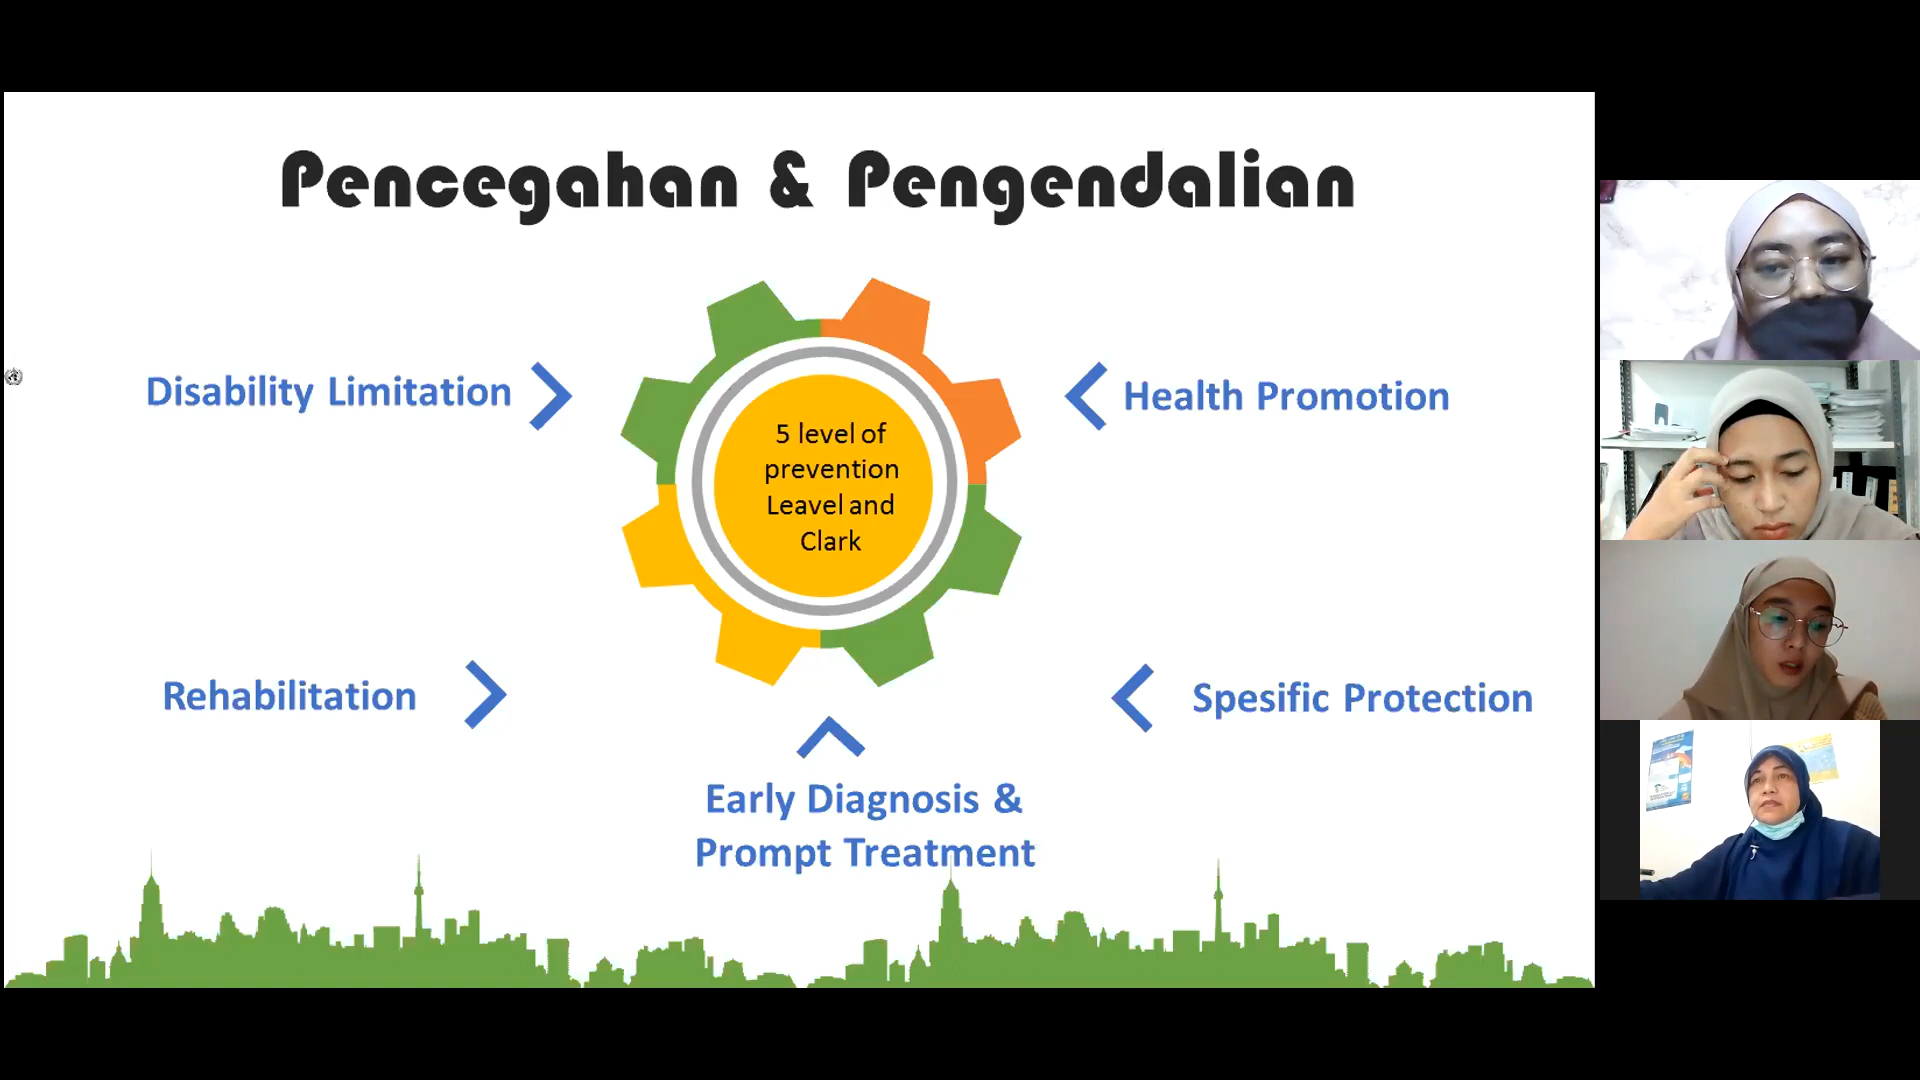 Pencegahan & Pengendalian
Disability Limitation
Health Promotion
5 level of
prevention
Leavel and
Clark
Rehabilitation
Spesific Protection
Early Diagnosis &
Prompt Treatment